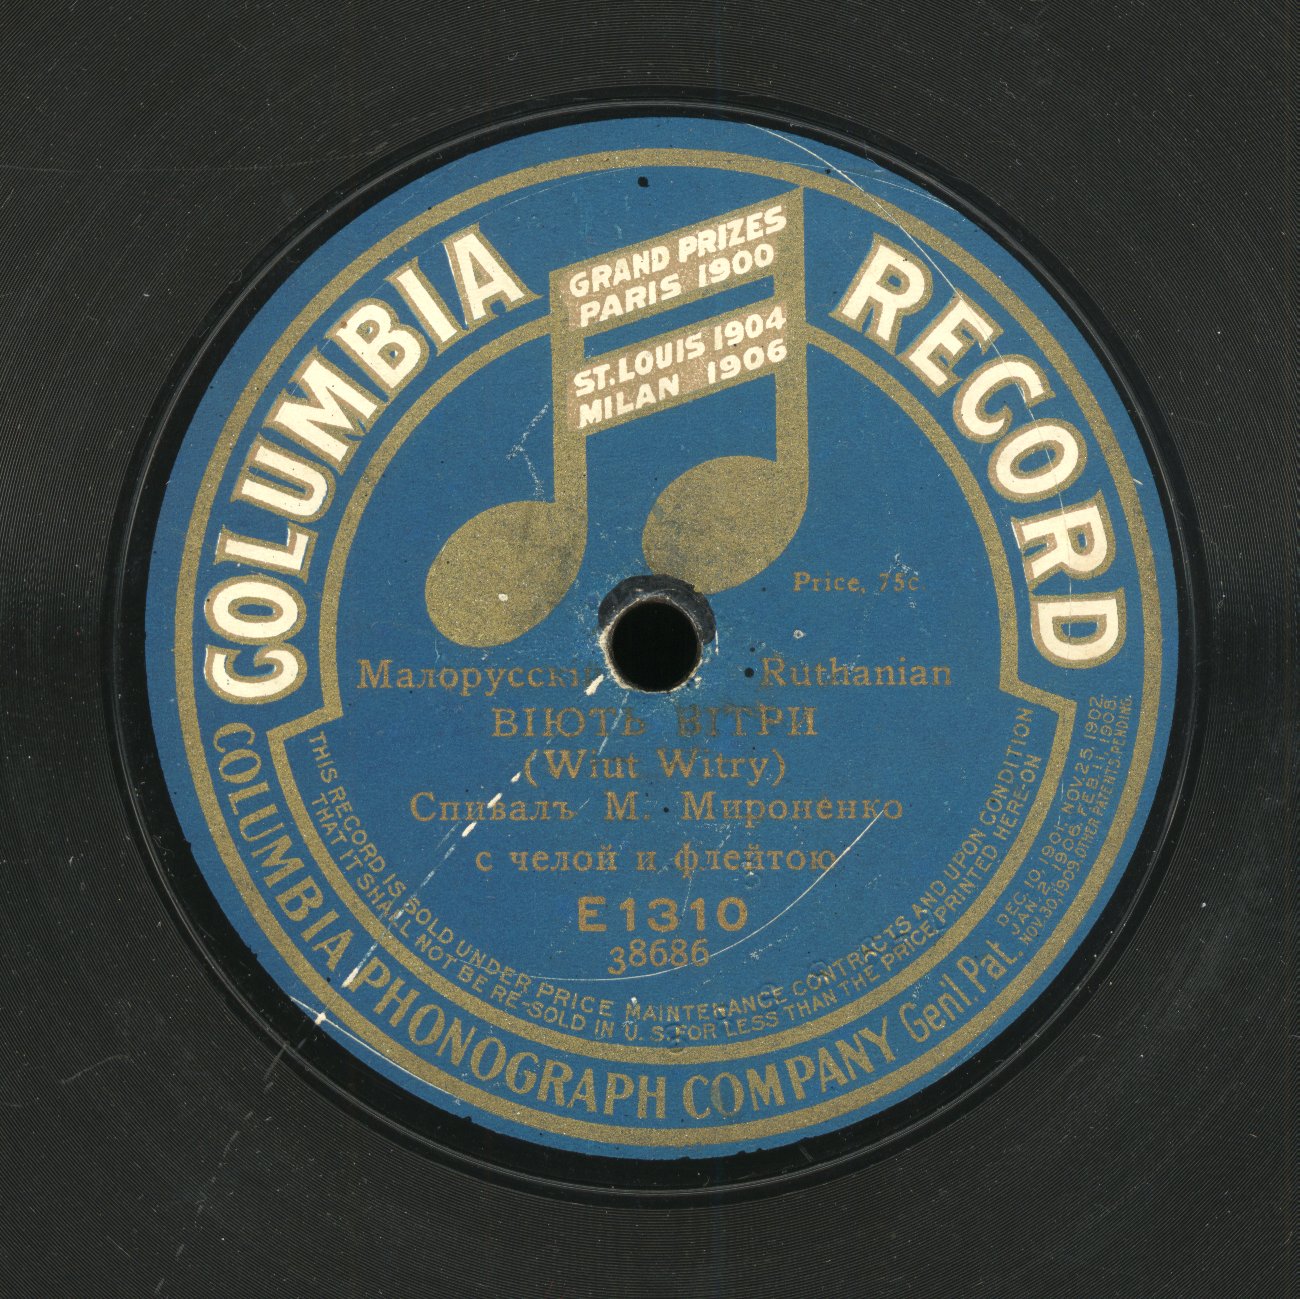 COLUMBIA RECORD
GRAND PRIZES
PARIS 1900
ST. LOUIS 1904
MILAN 1906
Price, 75c.
Малорусски Ruthanian
ВІЮТЬ ВІТРИ
(Wiut Witry)
Спивалъ М. Мироненко
с челой и флейтою
E1310
38686
THIS RECORD IS SOLD UNDER PRICE MAINTENANCE CONTRACTS AND UPON CONDITION
THAT IT SHALL NOT BE RE-SOLD IN U. S. FOR LESS THAN THE PRICE PRINTED HERE-ON
COLUMBIA PHONOGRAPH COMPANY Gen'l. Pat.
DEC. 10, 1901, NOV. 25, 1902
JAN. 2, 1906, FEB. 11, 1908.
NOV 30, 1909. OTHER PATENTS PENDING.